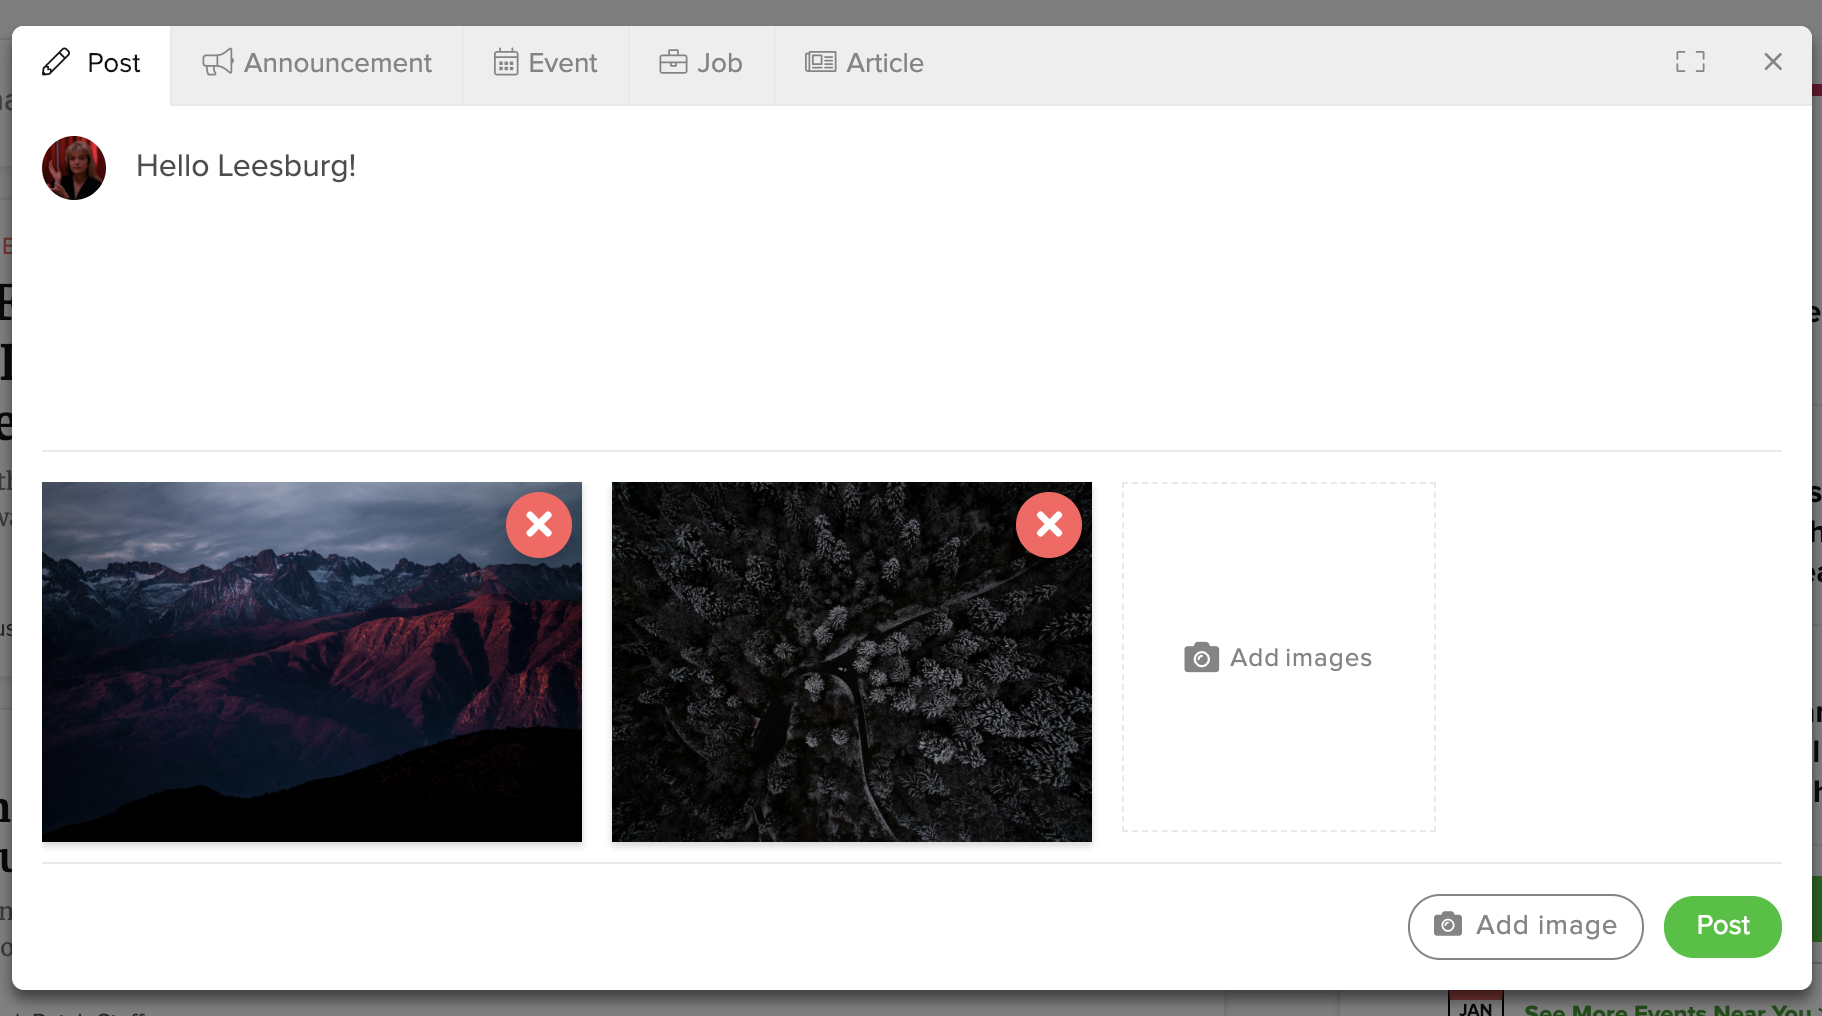 Post Announcement Event Job Article
Hello Leesburg!
Add images
Add image Post
JAN
See More Events Near You